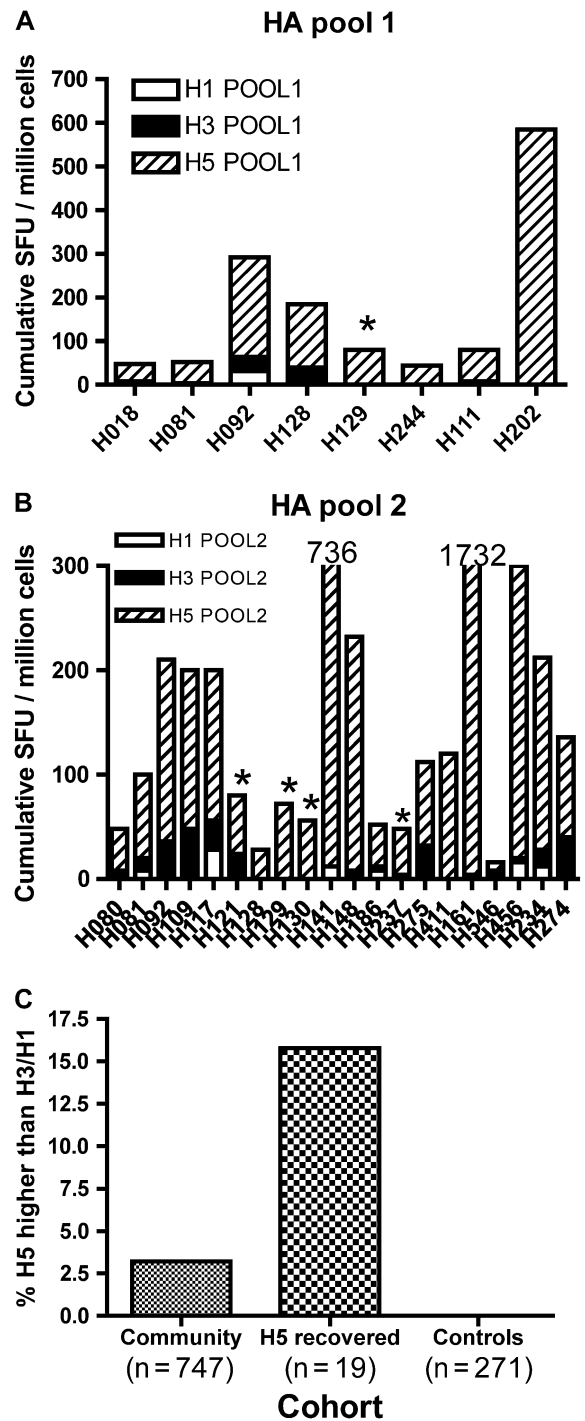 A
HA pool 1
Cumulative SFU / million cells
700
600
500
400
300
200
100
0
H1 POOL1
H3 POOL1
H5 POOL1
*
H018 H081 H092 H128 H129 H244 H111 H202
B
HA pool 2
Cumulative SFU / million cells
300
200
100
0
H1 POOL2
H3 POOL2
H5 POOL2
736 1732
* * * *
H080 H081 H092 H109 H117 H121 H128 H129 H130 H141 H148 H186 H237 H275 H411 H161 H546 H456 H234 H274
C
% H5 higher than H3/H1
17.5
15.0
12.5
10.0
7.5
5.0
2.5
0.0
Community H5 recovered Controls
(n = 747) (n = 19) (n = 271)
Cohort